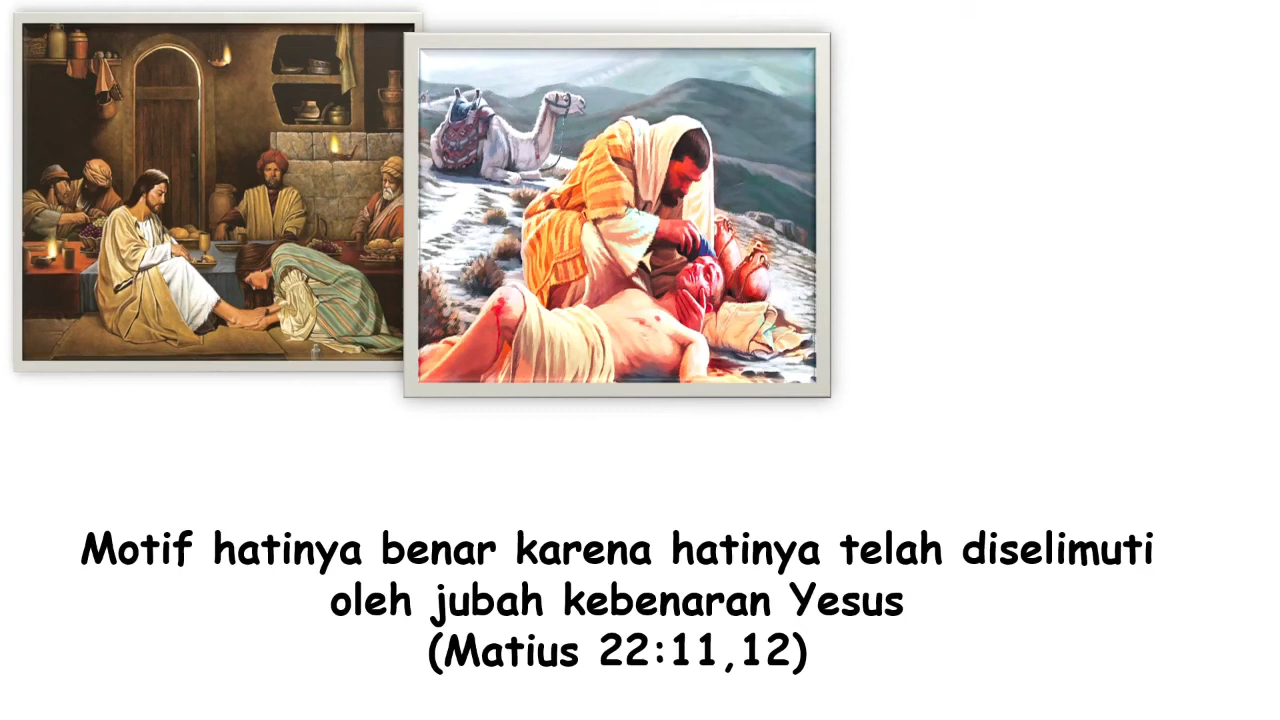 Motif hatinya benar karena hatinya telah diselimuti
oleh jubah kebenaran Yesus
(Matius 22:11,12)